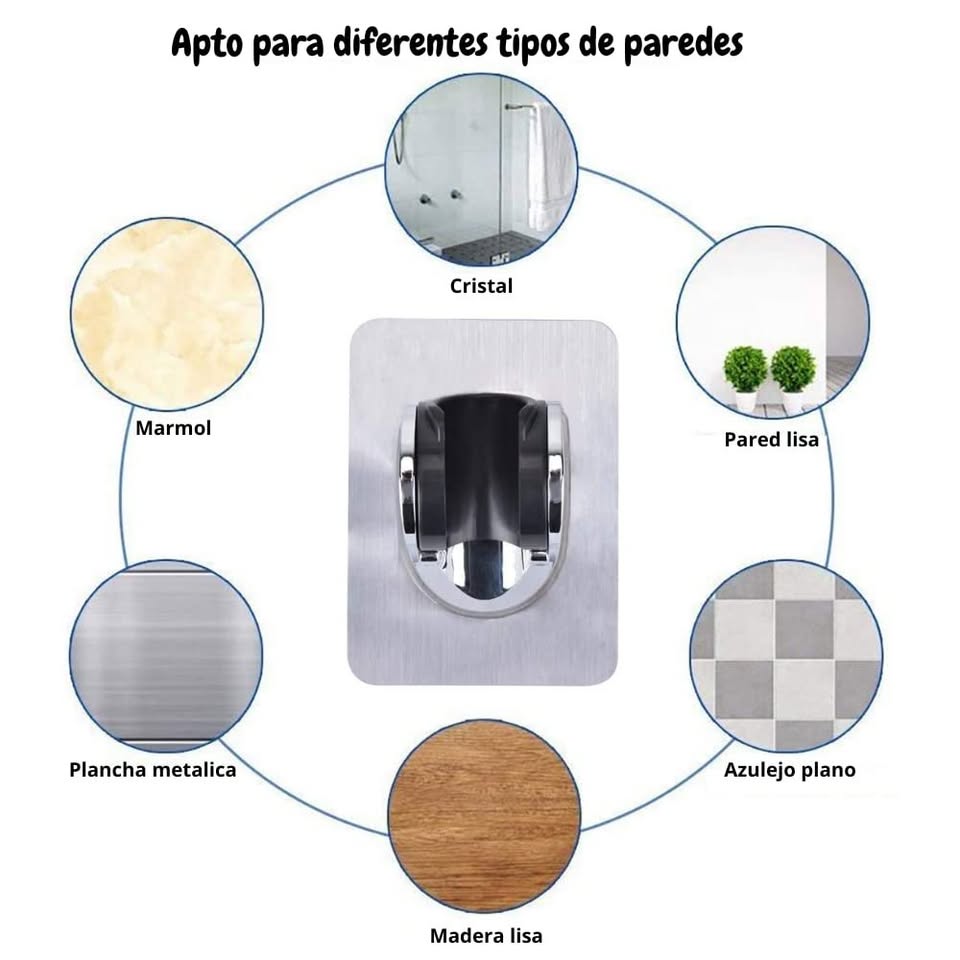 Apto para diferentes tipos de paredes
Cristal
Marmol
Pared lisa
Plancha metalica
Azulejo plano
Madera lisa